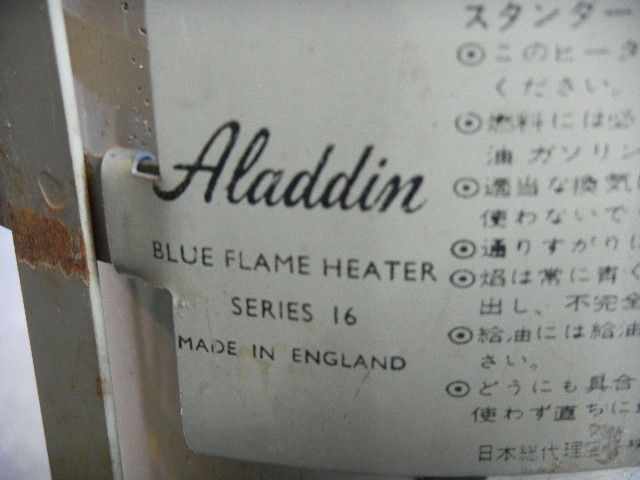 Aladdin
BLUE FLAME HEATER
SERIES 16
MADE IN ENGLAND
スタンダー
⊙このヒータ
ください。
⊙燃料には必
油ガソリン
⊙適当な換気
使わないで
⊙通りすがりに
⊙焰は常に青く
出し、不完全
⊙給油には給油
さい。
⊙どうにも具合
使わず直ちに
日本総代理